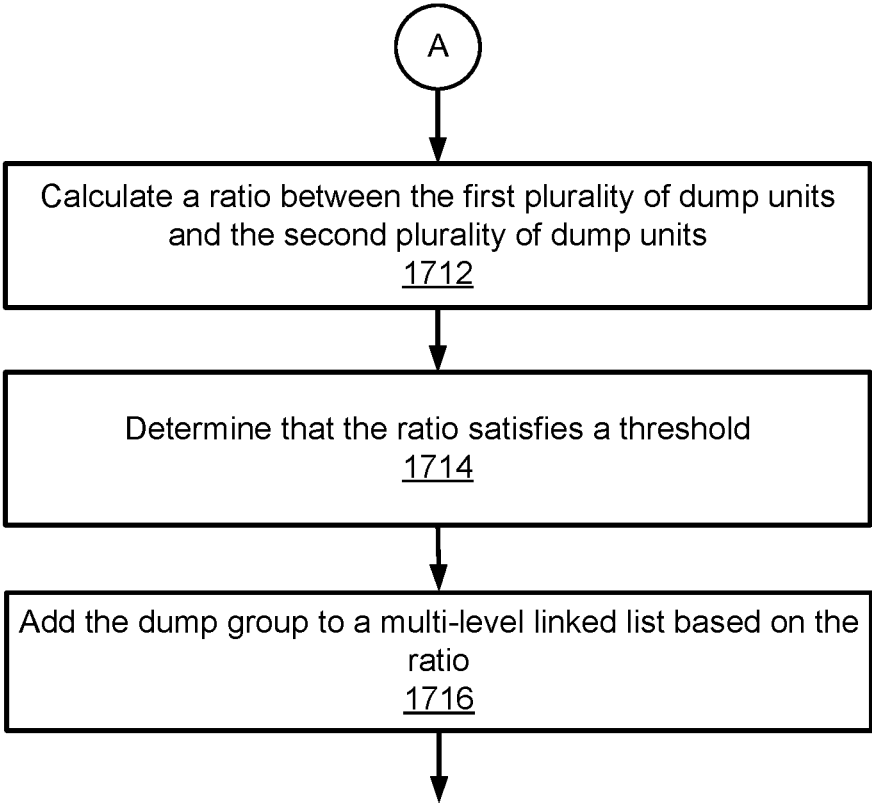 A
Calculate a ratio between the first plurality of dump units
and the second plurality of dump units
1712
Determine that the ratio satisfies a threshold
1714
Add the dump group to a multi-level linked list based on the
ratio
1716